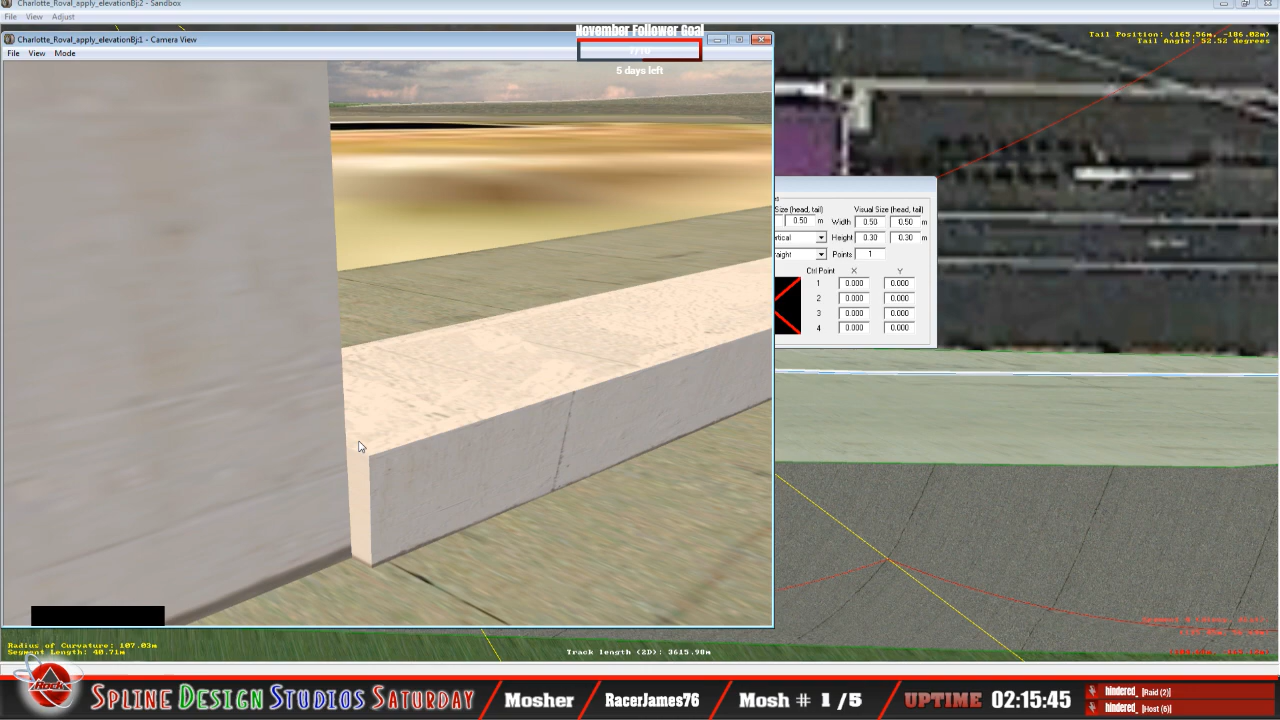 Charlotte_Roval_apply_elevationBj:2 - Sandbox
File View Adjust
Charlotte_Roval_apply_elevationBj:1 - Camera View
File View Mode
November Follower Goal
5 days left
Tail Position: (165.56m, -186.02m)
Tail Angle: 52.52 degrees
Size (head, tail) Visual Size (head, tail)
0.50 m Width 0.50 0.50 m
rtical Height 0.30 0.30 m
raight Points 1
Ctrl Point X Y
1 0.000 0.000
2 0.000 0.000
3 0.000 0.000
4 0.000 0.000
Radius of Curvature: 107.03m
Segment Length: 40.71m
Track length (2D): 3615.90m
Rock
Spline Design Studios Saturday / Mosher / RacerJames76 / Mosh # 1 / 5 / UPTIME 02:15:45
hindered_ [Raid (2)]
hindered_ [Host (6)]